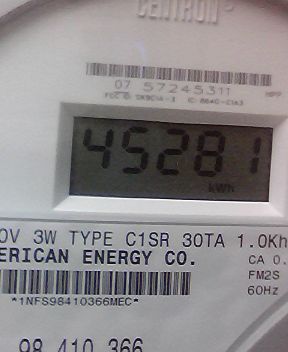 CENTRON
07 57245311
45281
kWh
0V 3W TYPE C1SR 30TA 1.0Kh
ERICAN ENERGY CO.
CA 0.
FM2S
60Hz
*1NFS98410366MEC*
98 410 366